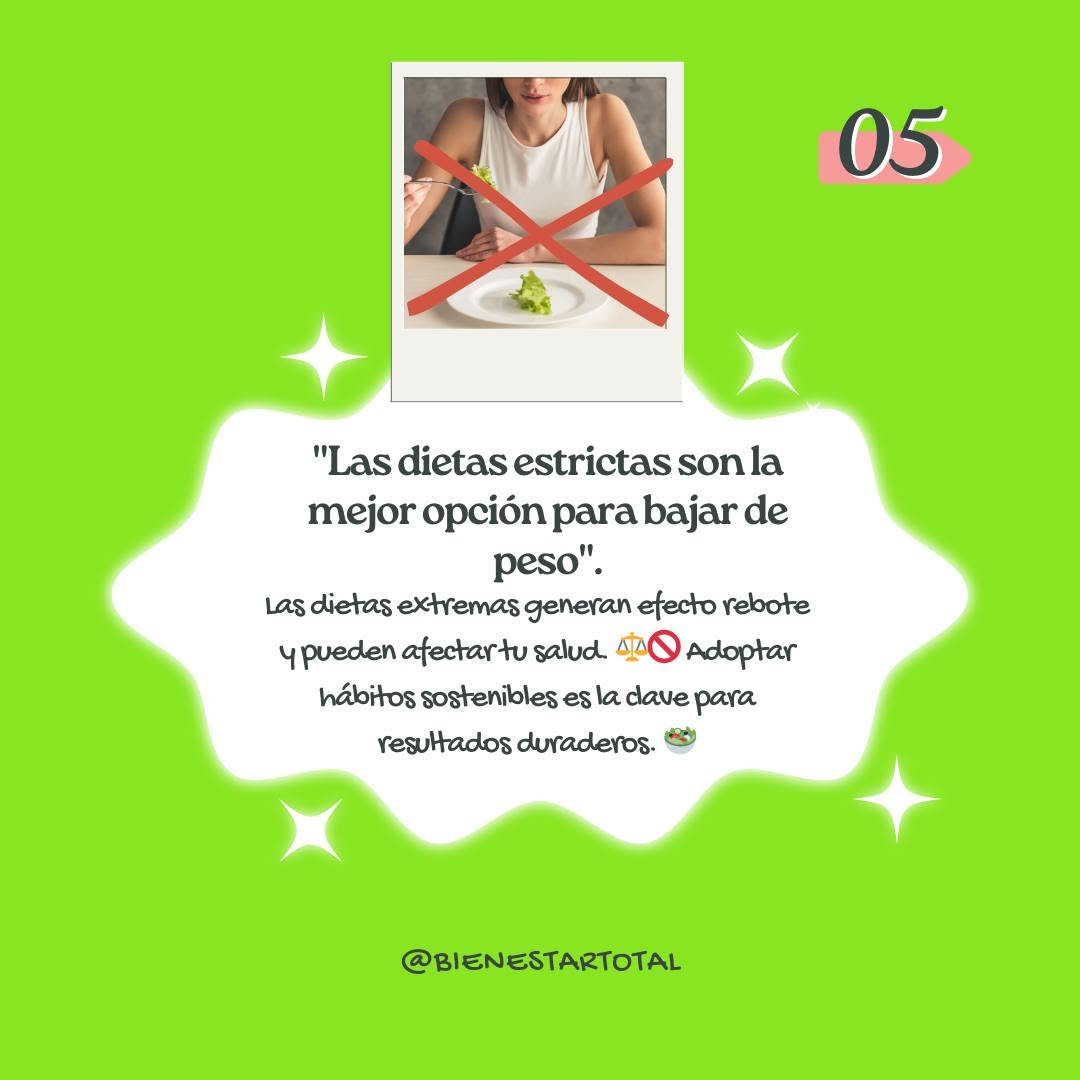 05
"Las dietas estrictas son la
mejor opción para bajar de
peso".
Las dietas extremas generan efecto rebote
y pueden afectar tu salud. ⚖️🚫 Adoptar
hábitos sostenibles es la clave para
resultados duraderos. 🥗
@BIENESTARTOTAL